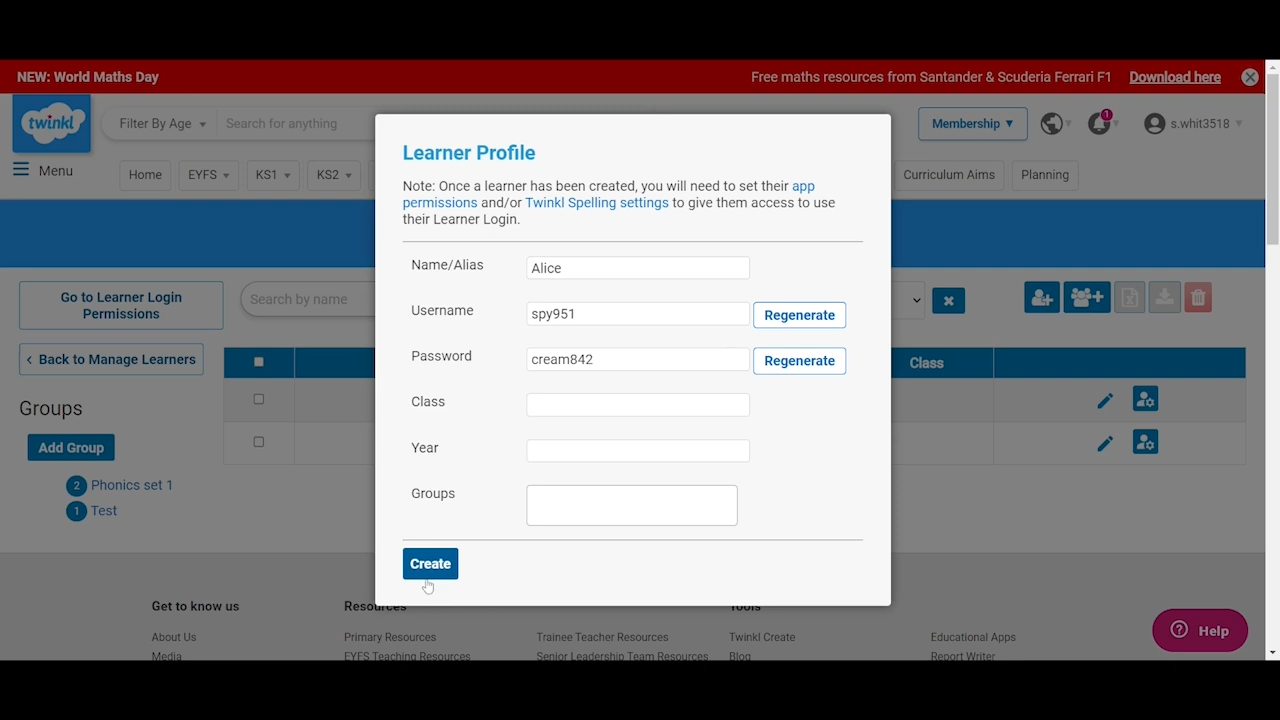 NEW: World Maths Day
Free maths resources from Santander & Scuderia Ferrari F1 Download here
twinkl
Filter By Age
Search for anything
Membership
1
s.whit3518
Menu
Home
EYFS
KS1
KS2
Curriculum Aims
Planning
Learner Profile
Note: Once a learner has been created, you will need to set their app
permissions and/or Twinkl Spelling settings to give them access to use
their Learner Login.
Name/Alias
Alice
Username
spy951
Regenerate
Password
cream842
Regenerate
Class
Year
Groups
Create
Go to Learner Login
Permissions
Search by name
Back to Manage Learners
Class
Groups
Add Group
2 Phonics set 1
1 Test
Get to know us
Resources
Tools
About Us
Primary Resources
Trainee Teacher Resources
Twinkl Create
Educational Apps
Media
EYFS Teaching Resources
Senior Leadership Team Resources
Blog
Report Writer
Help